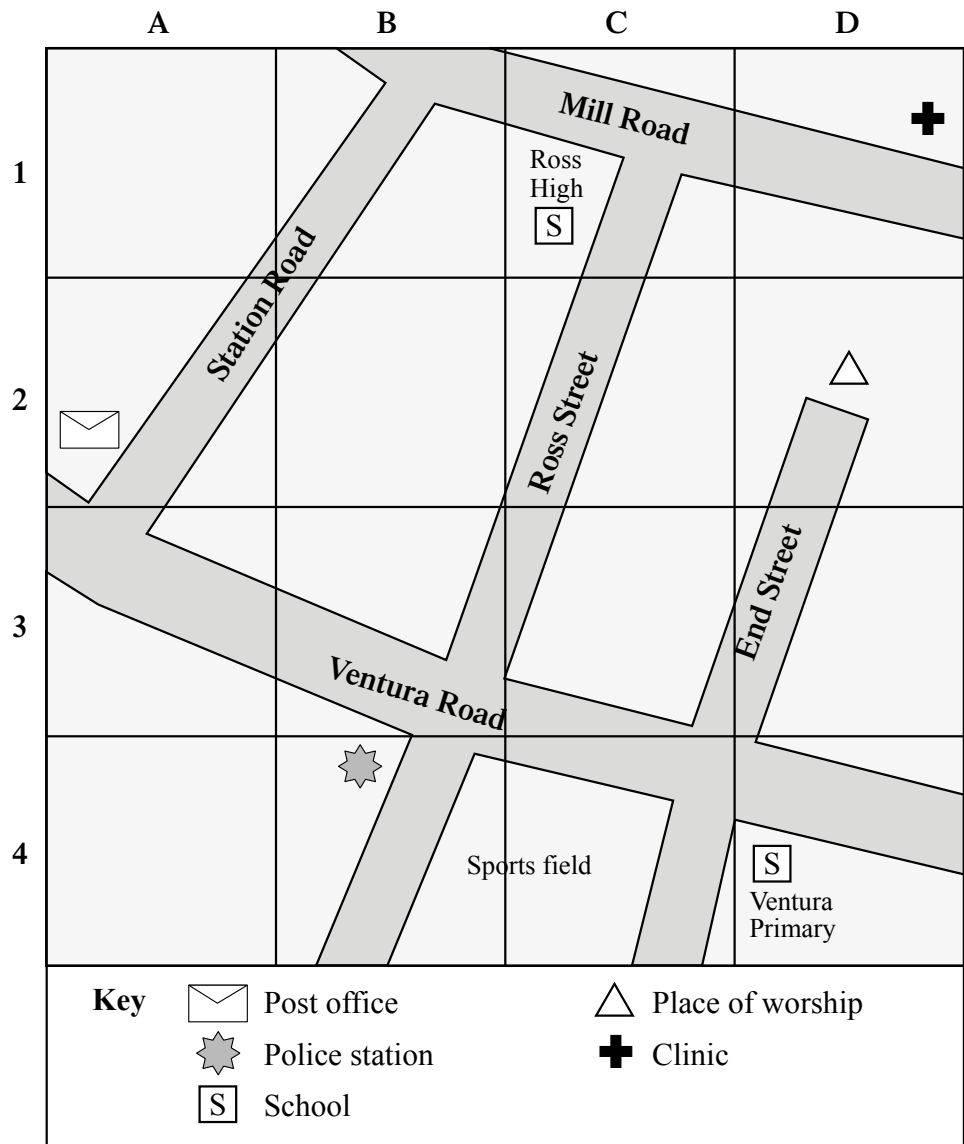 A B C D
1
Mill Road
Ross
High
S
Station Road
2
Ross Street
End Street
3
Ventura Road
4
Sports field
S
Ventura
Primary
Key
Post office
Place of worship
Police station
Clinic
S School